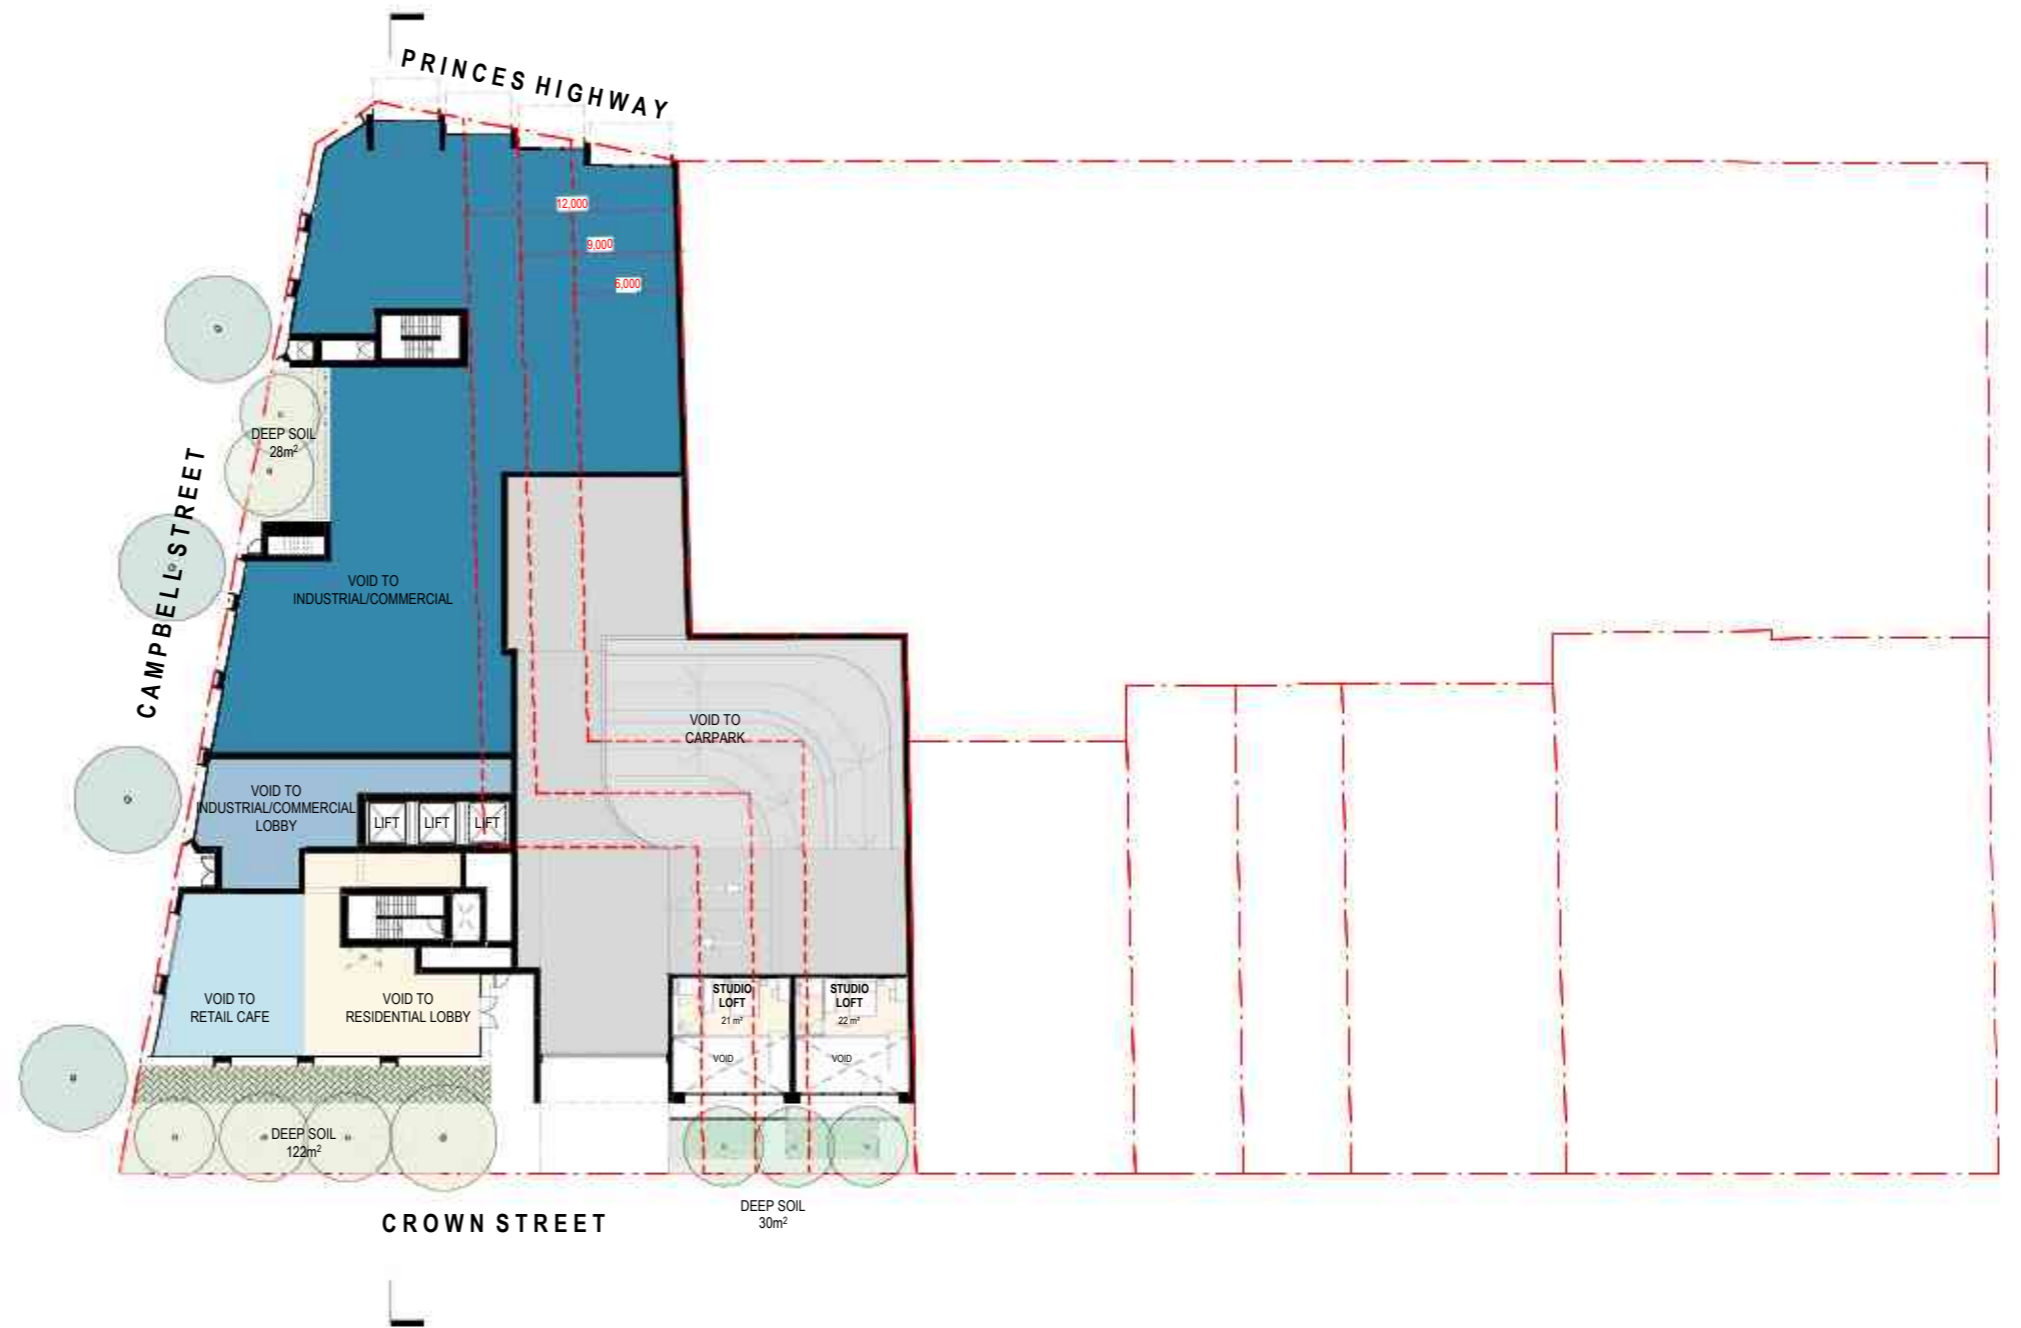 PRINCES HIGHWAY
12,000
9,000
6,000
DEEP SOIL
28m²
CAMPBELL STREET
VOID TO
INDUSTRIAL/COMMERCIAL
VOID TO
CARPARK
VOID TO
INDUSTRIAL/COMMERCIAL
LOBBY
LIFT
LIFT
LIFT
VOID TO
RETAIL CAFE
VOID TO
RESIDENTIAL LOBBY
STUDIO
LOFT
21 m²
STUDIO
LOFT
22 m²
VOID
VOID
DEEP SOIL
122m²
DEEP SOIL
30m²
CROWN STREET